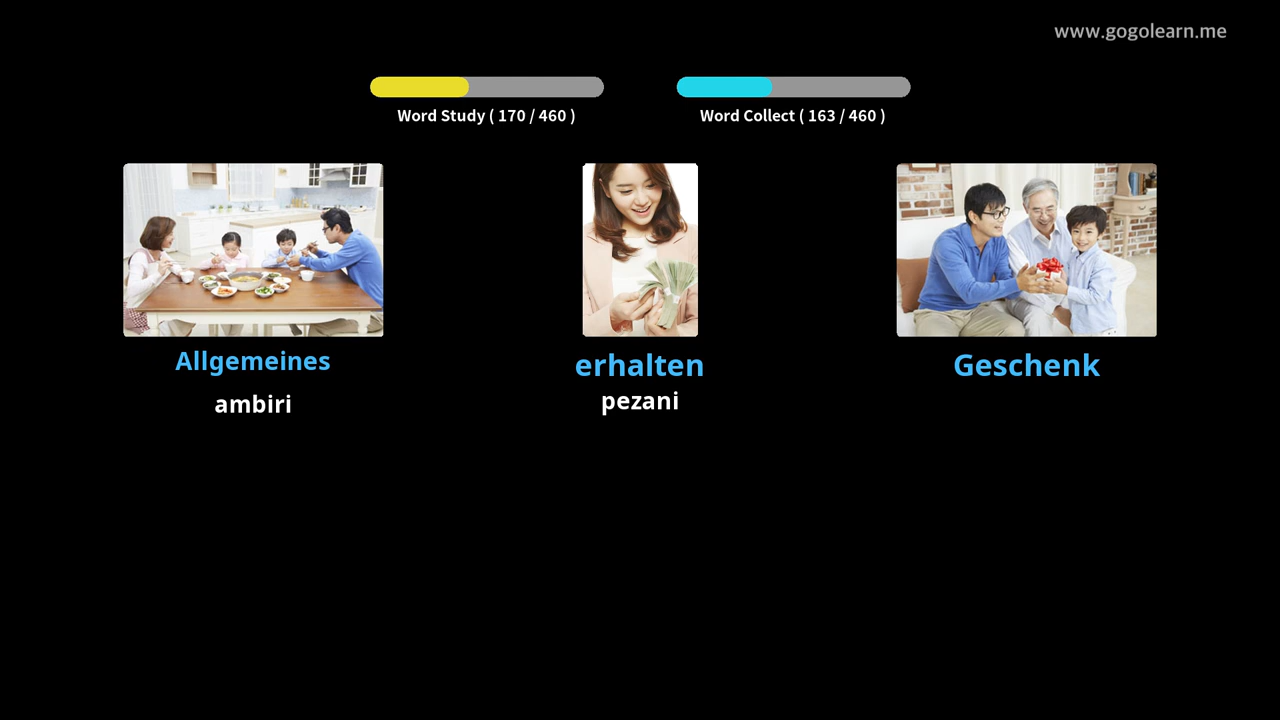 www.gogolearn.me
Word Study ( 170 / 460 )
Word Collect ( 163 / 460 )
Allgemeines
ambiri
erhalten
pezani
Geschenk